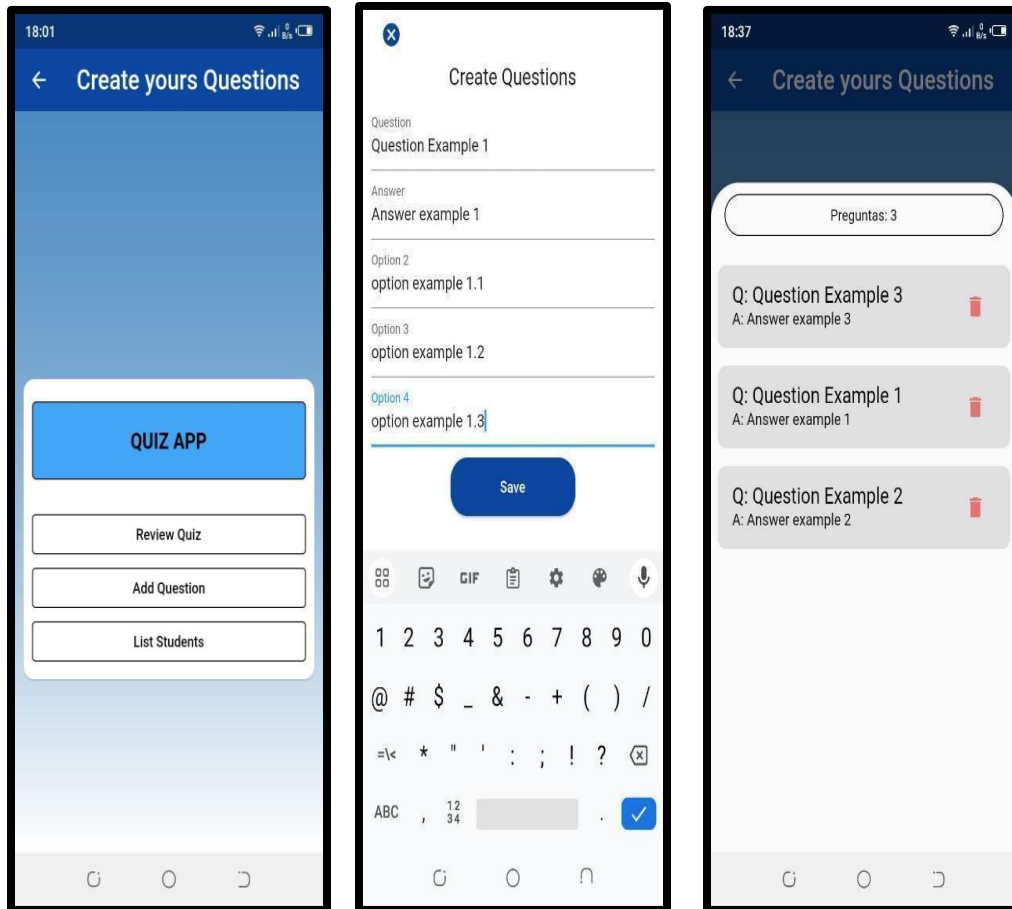 18:01
0
B/s
Create yours Questions
QUIZ APP
Review Quiz
Add Question
List Students
Create Questions
Question
Question Example 1
Answer
Answer example 1
Option 2
option example 1.1
Option 3
option example 1.2
Option 4
option example 1.3
Save
GIF
1 2 3 4 5 6 7 8 9 0
@ # $ _ & - + ( ) /
=\< * " ' : ; ! ?
ABC , 12 34 .
18:37
0
B/s
Create yours Questions
Preguntas: 3
Q: Question Example 3
A: Answer example 3
Q: Question Example 1
A: Answer example 1
Q: Question Example 2
A: Answer example 2